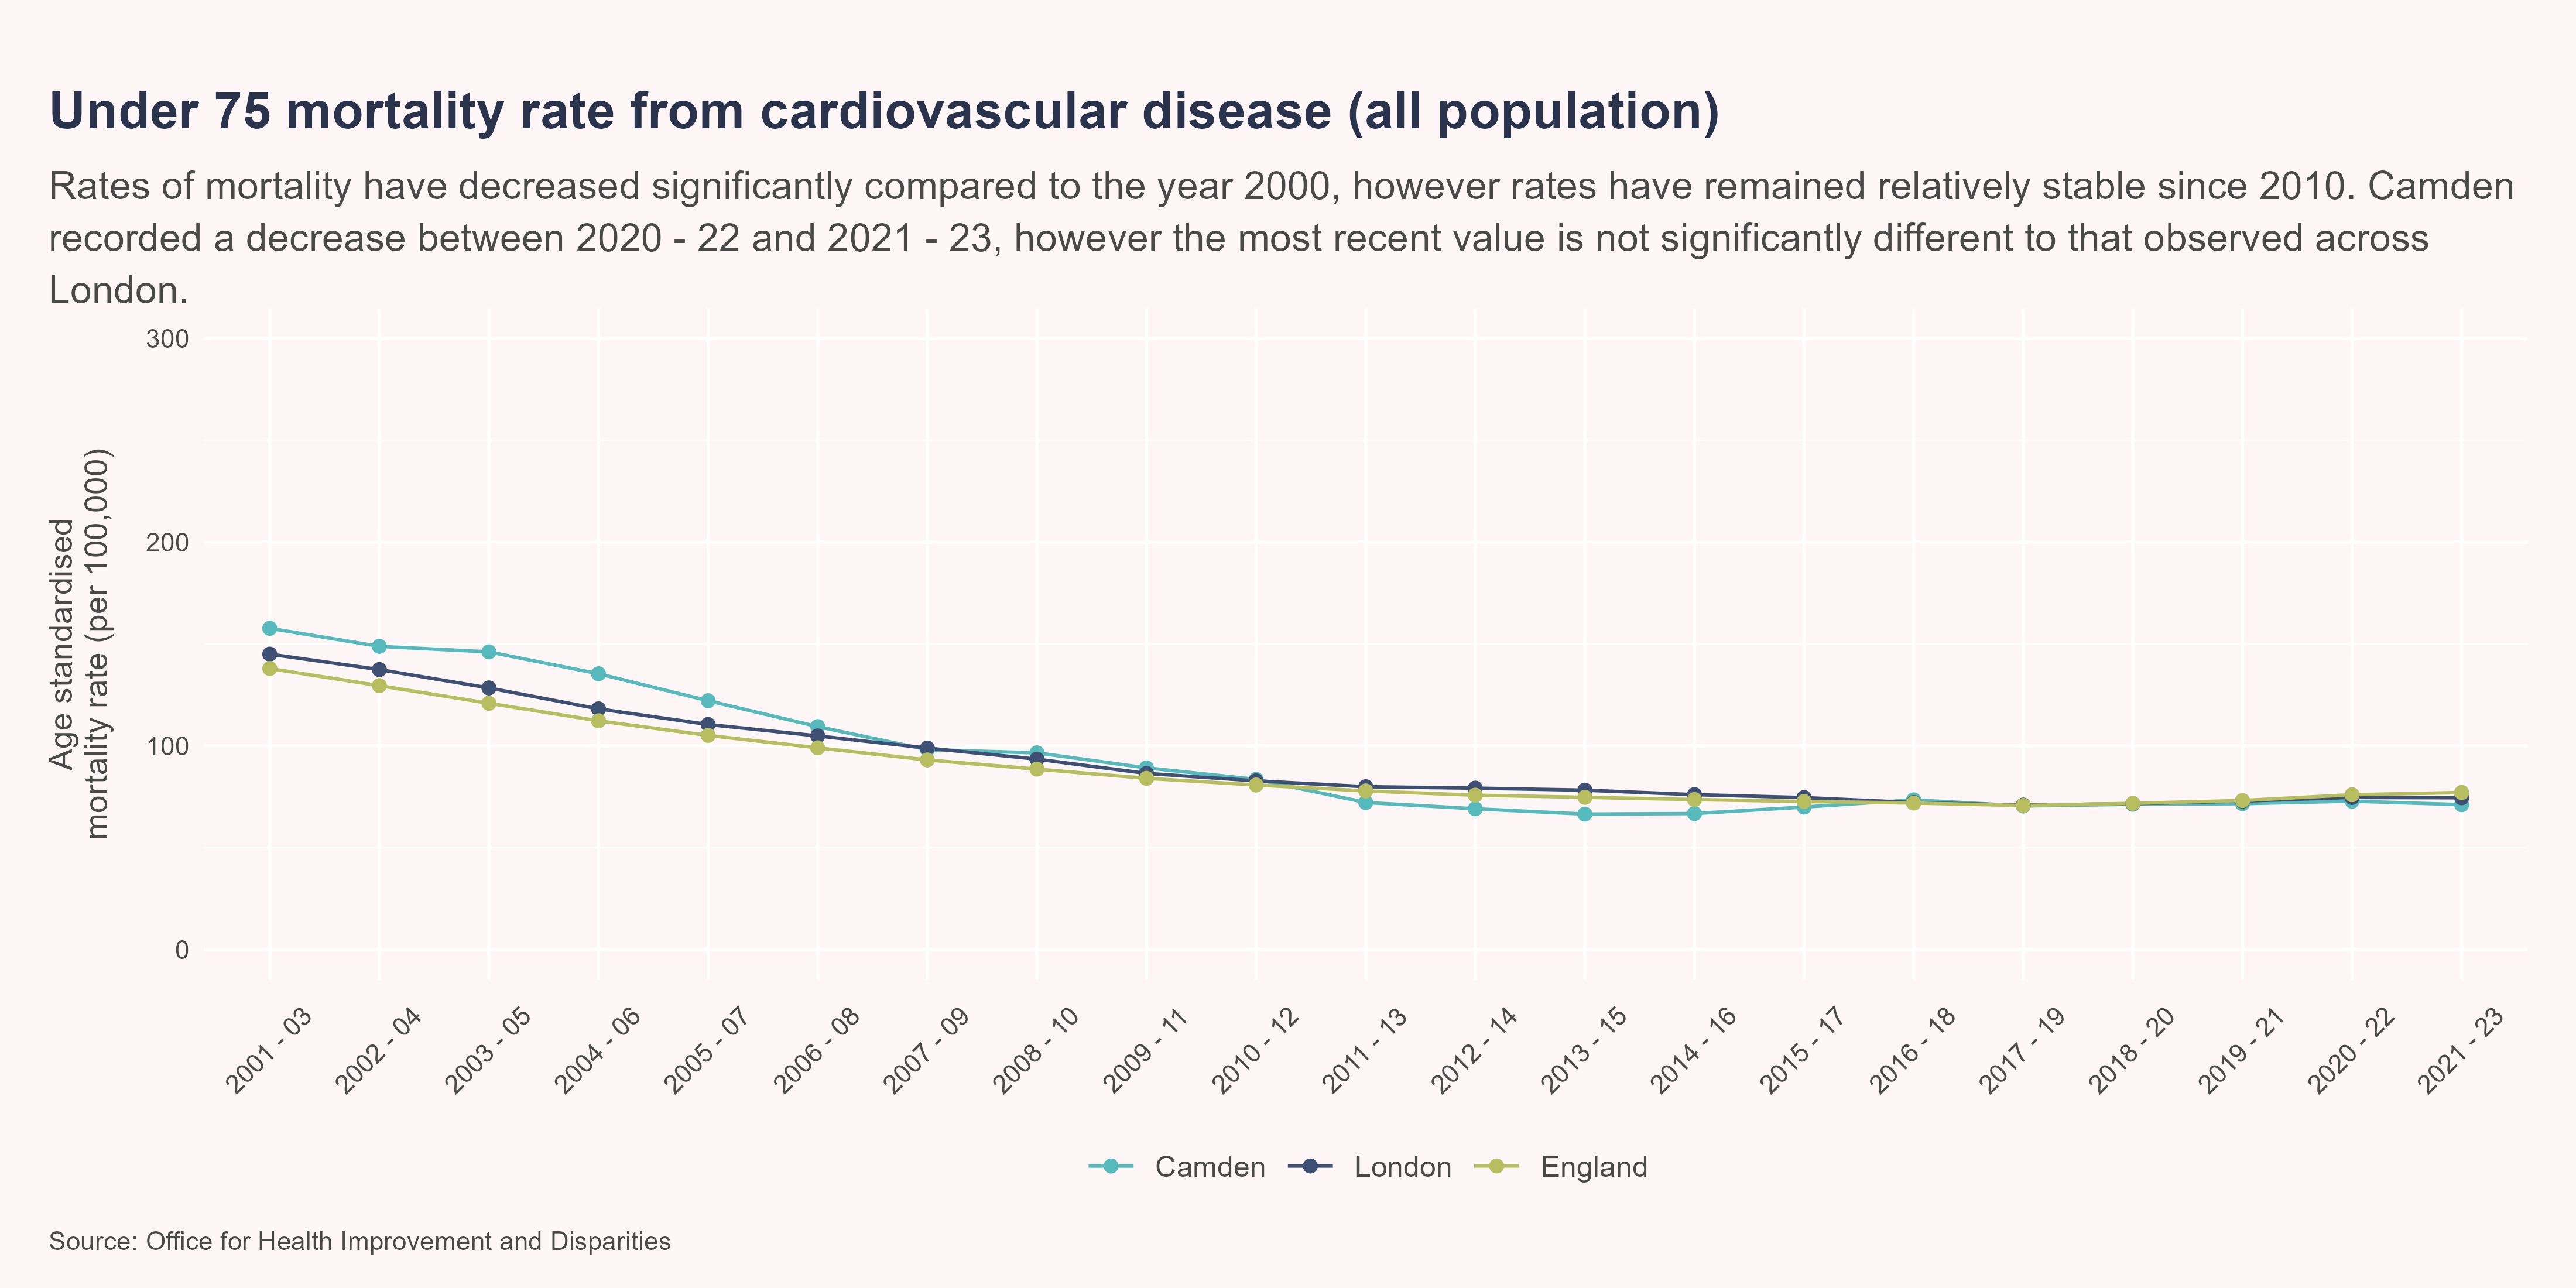 Under 75 mortality rate from cardiovascular disease (all population)
Rates of mortality have decreased significantly compared to the year 2000, however rates have remained relatively stable since 2010. Camden
recorded a decrease between 2020 - 22 and 2021 - 23, however the most recent value is not significantly different to that observed across
London.
Age standardised
mortality rate (per 100,000)
300
200
100
0
2001 - 03
2002 - 04
2003 - 05
2004 - 06
2005 - 07
2006 - 08
2007 - 09
2008 - 10
2009 - 11
2010 - 12
2011 - 13
2012 - 14
2013 - 15
2014 - 16
2015 - 17
2016 - 18
2017 - 19
2018 - 20
2019 - 21
2020 - 22
2021 - 23
Camden London England
Source: Office for Health Improvement and Disparities